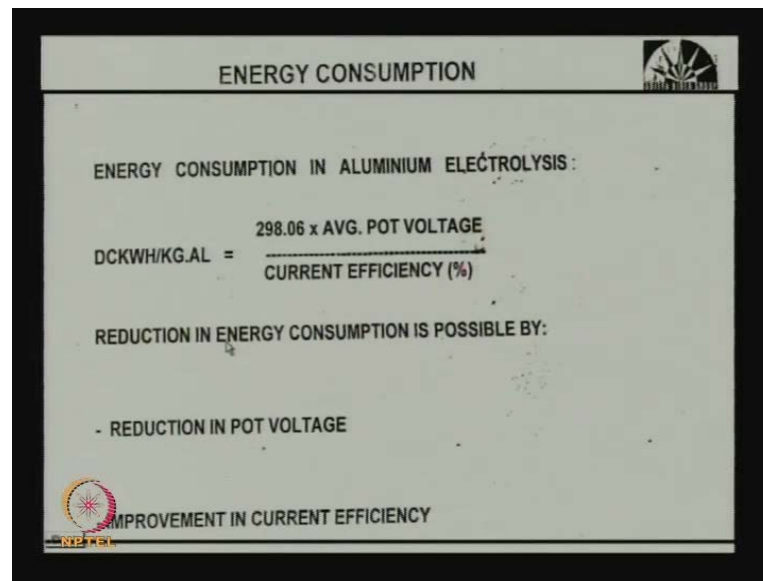 ENERGY CONSUMPTION
ENERGY CONSUMPTION IN ALUMINIUM ELECTROLYSIS :
298.06 x AVG. POT VOLTAGE
DCKWH/KG.AL = --------------------------------
CURRENT EFFICIENCY (%)
REDUCTION IN ENERGY CONSUMPTION IS POSSIBLE BY:
- REDUCTION IN POT VOLTAGE
IMPROVEMENT IN CURRENT EFFICIENCY
NPTEL